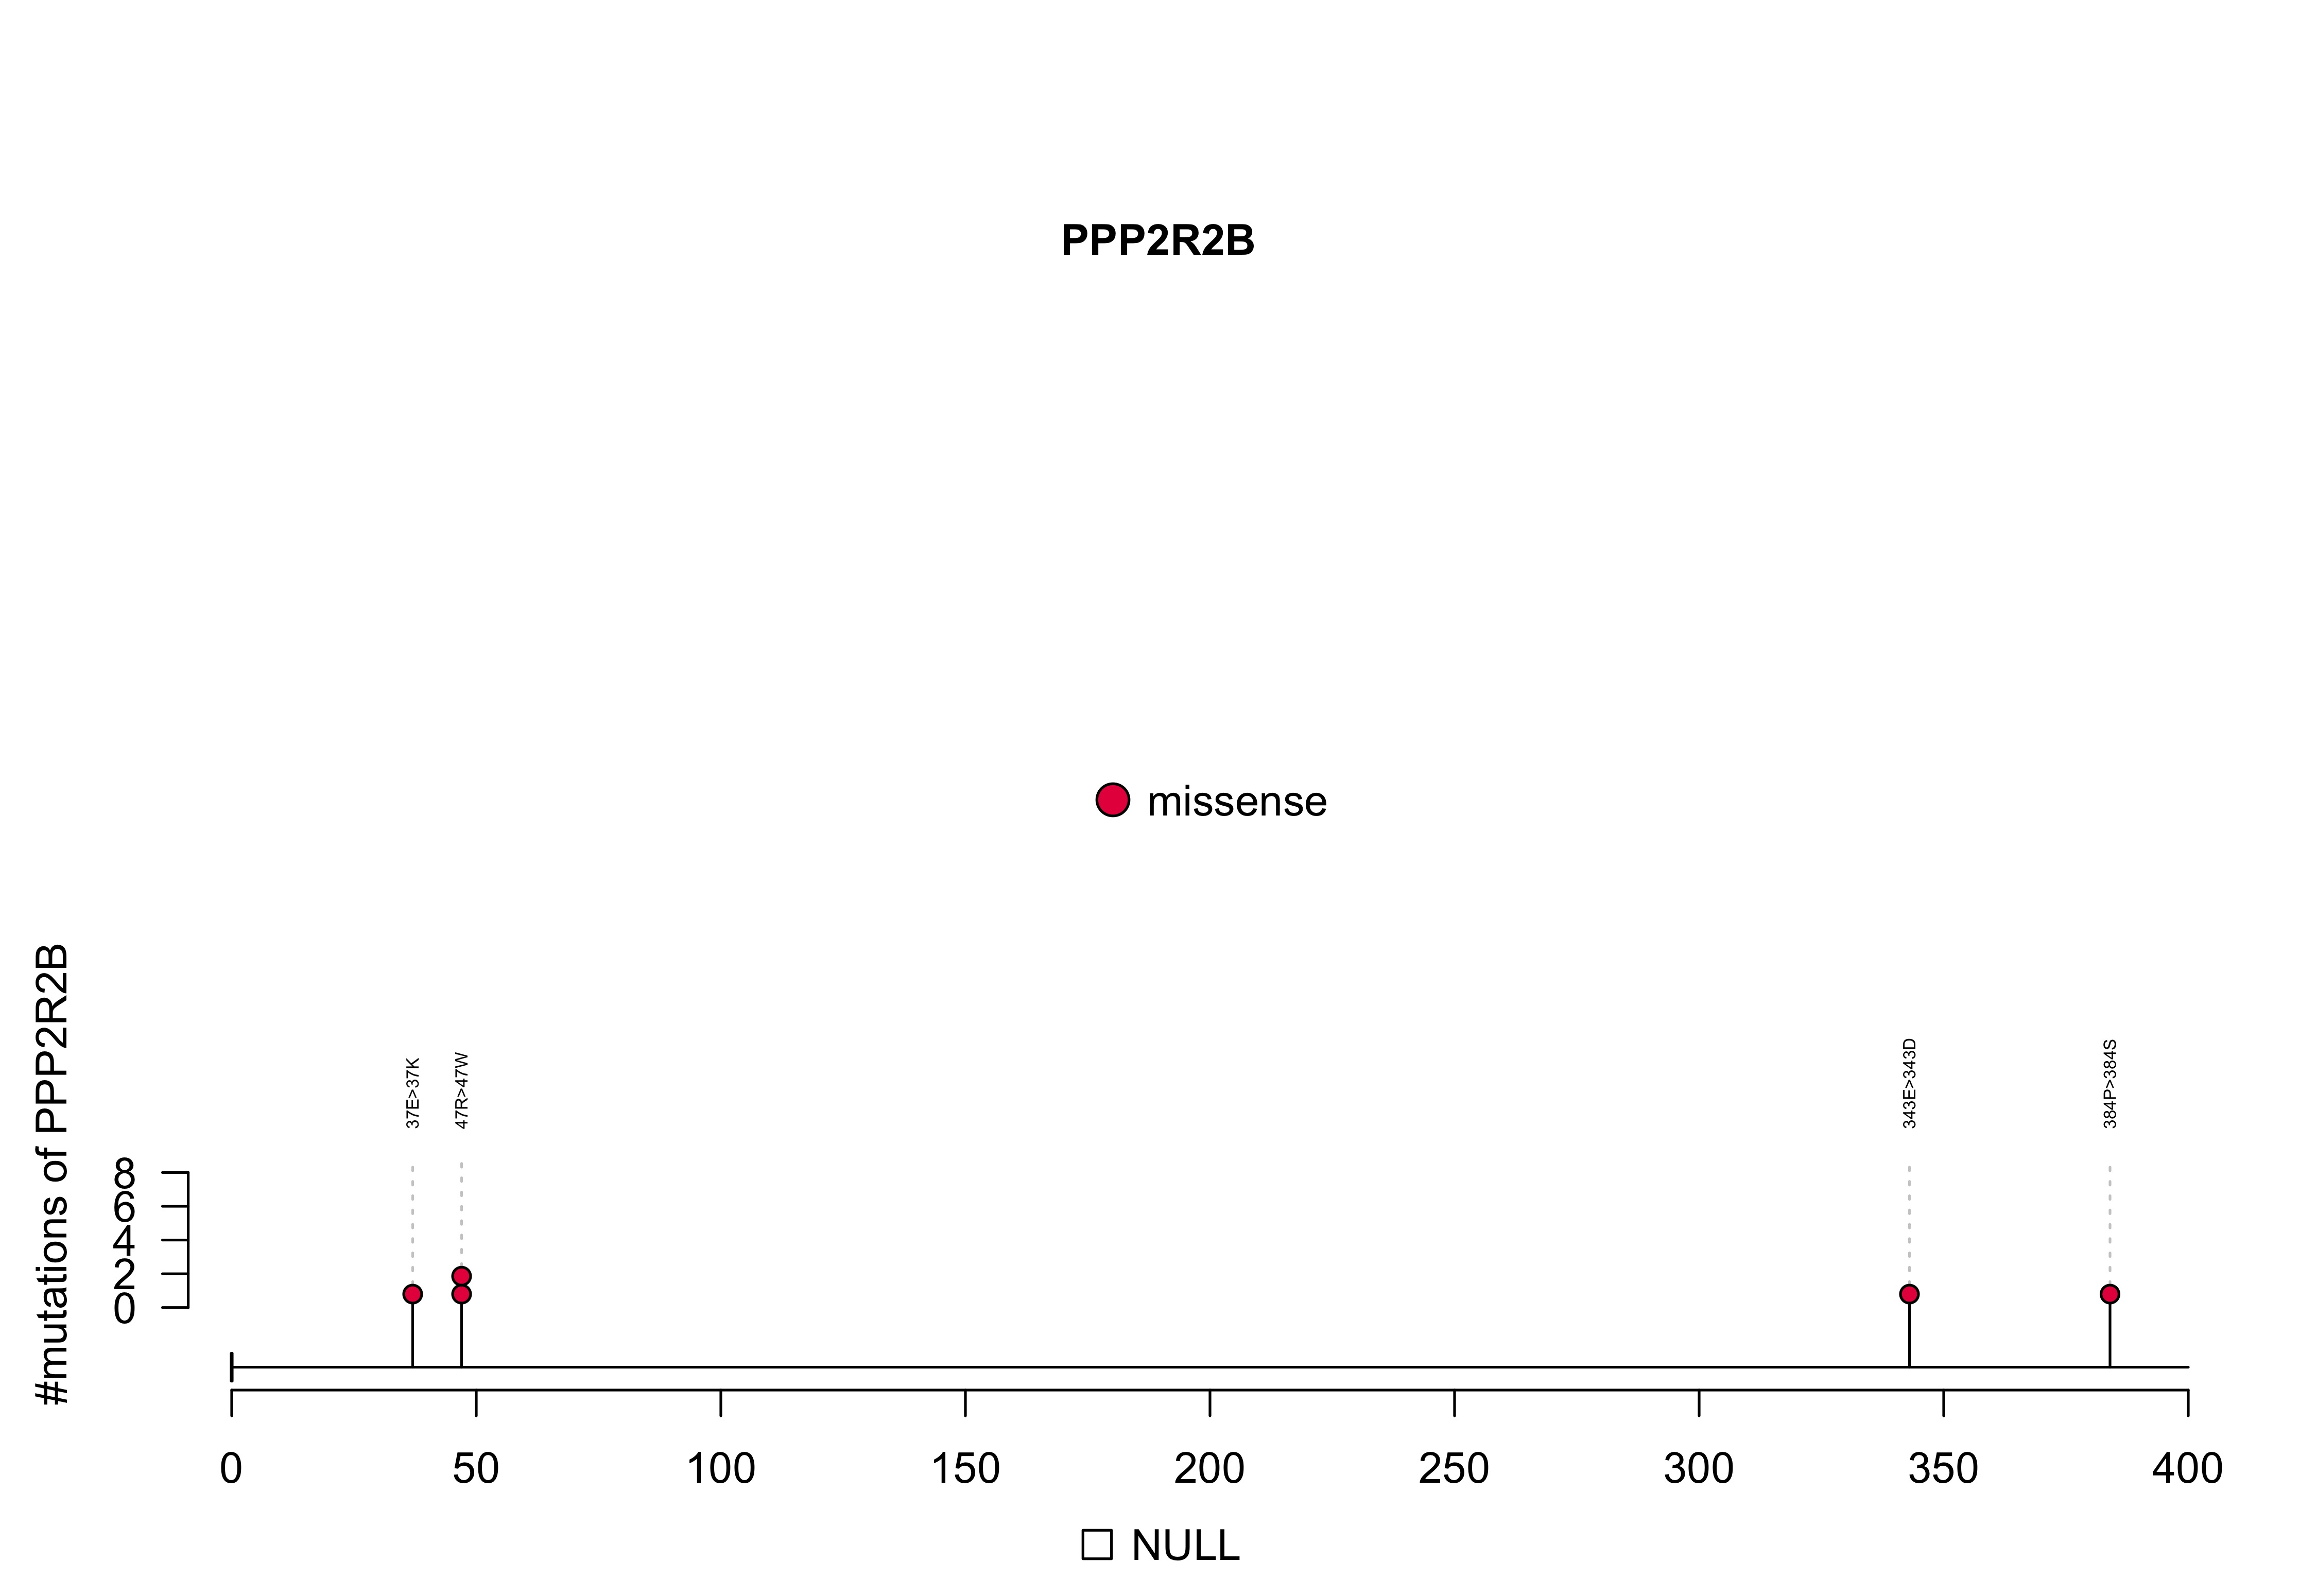 PPP2R2B
missense
#mutations of PPP2R2B
37E>37K
47R>47W
343E>343D
384P>384S
8
6
4
2
0
0 50 100 150 200 250 300 350 400
NULL